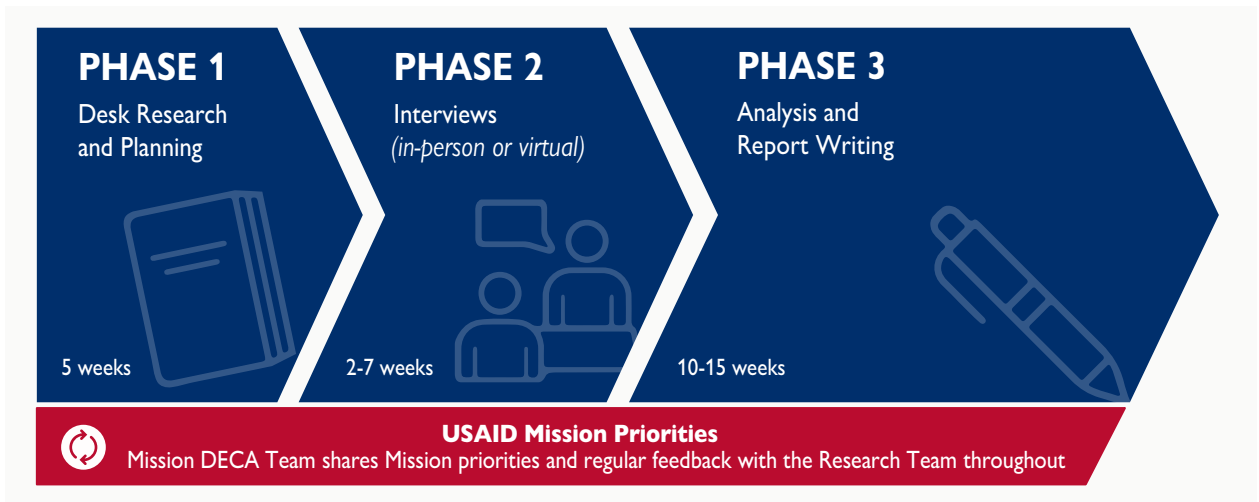 PHASE 1
Desk Research
and Planning
5 weeks
PHASE 2
Interviews
(in-person or virtual)
2-7 weeks
PHASE 3
Analysis and
Report Writing
10-15 weeks
USAID Mission Priorities
Mission DECA Team shares Mission priorities and regular feedback with the Research Team throughout